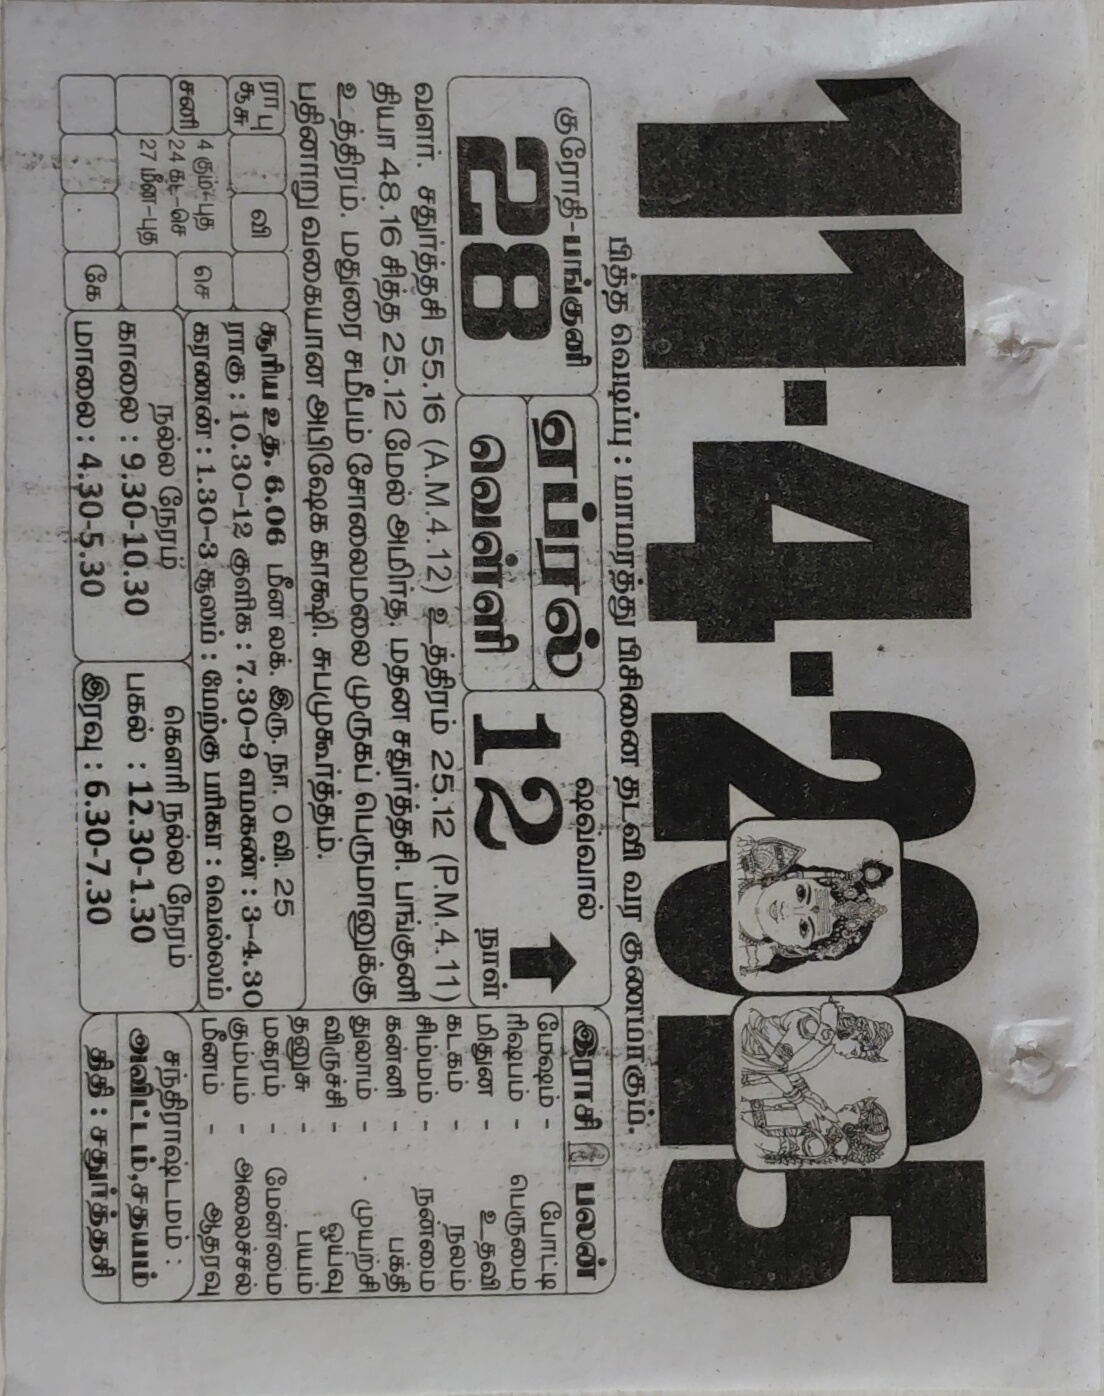 11-4-2025
பித்த வெடிப்பு : மாமரத்து பிசினை தடவி வர குணமாகும்.
குரோதி-பங்குனி
28
ஏப்ரல்
வெள்ளி
ஷவ்வால்
12
நாள்
வளர். சதுர்த்தசி 55.16 (A.M.4.12) உத்திரம் 25.12 (P.M.4.11)
தியா 48.16 சித்த 25.12 மேல் அமிர்த. மதன சதுர்த்தசி. பங்குனி
உத்திரம். மதுரை சமீபம் சோலைமலை முருகப் பெருமானுக்கு
பதினாறு வகையான அபிஷேக காகூஷி. சுபமுகூர்த்தம்.
ரா பு
சூ சு
வி
சனி
செ
கே
4 கும்-புத
24 கட-செ
27 மீன-புத
சூரிய உத. 6.06 மீன லக். இரு. நா. 0 வி. 25
ராகு : 10.30-12 குளிக : 7.30-9 எமகண் : 3-4.30
கரணன் : 1.30-3 சூலம் : மேற்கு பரிகா : வெல்லம்
நல்ல நேரம்
காலை : 9.30-10.30
மாலை : 4.30-5.30
கௌரி நல்ல நேரம்
பகல் : 12.30-1.30
இரவு : 6.30-7.30
இராசி பலன்
மேஷம் - போட்டி
ரிஷபம் - பெருமை
மிதுன - உதவி
கடகம் - நலம்
சிம்மம் - நன்மை
கன்னி - பக்தி
துலாம் - முயற்சி
விருச்சி - ஓய்வு
தனுசு - பயம்
மகரம் - மேன்மை
கும்பம் - அலைச்சல்
மீனம் - ஆதரவு
சந்திராஷ்டமம் :
அவிட்டம்,சதயம்
திதி : சதுர்த்தசி